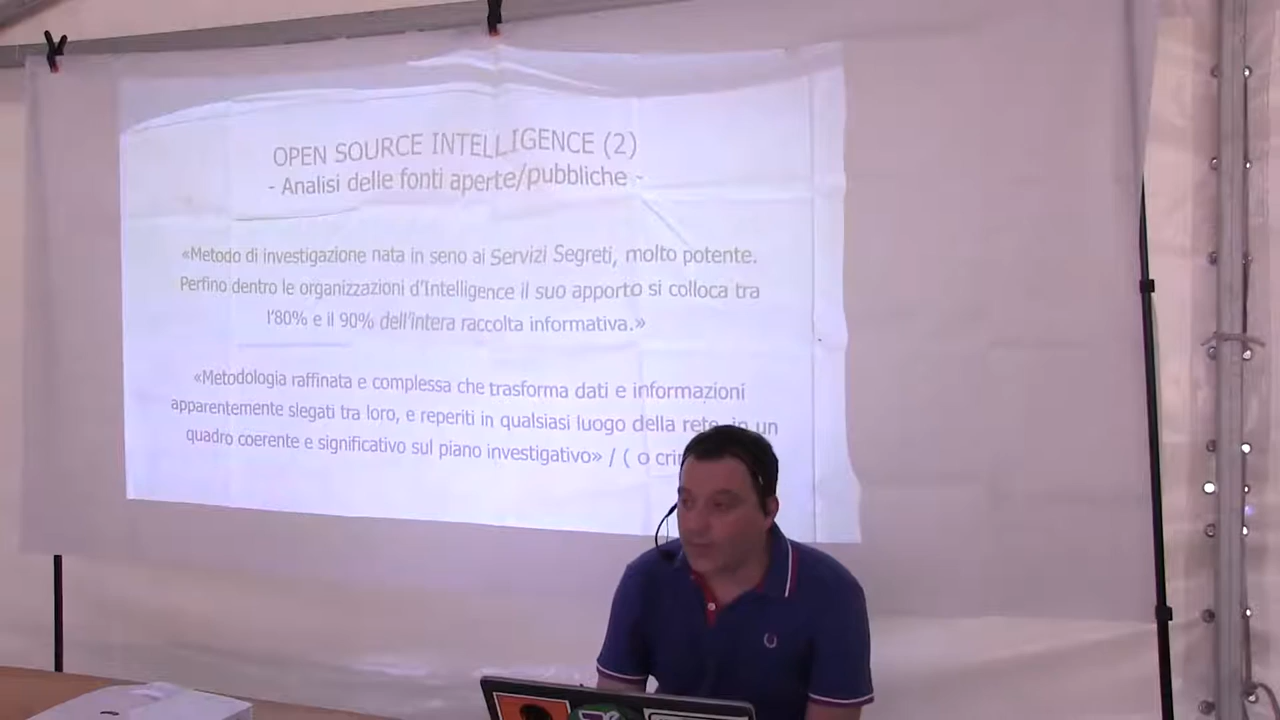 OPEN SOURCE INTELLIGENCE (2)
- Analisi delle fonti aperte/pubbliche -
«Metodo di investigazione nata in seno ai Servizi Segreti, molto potente.
Perfino dentro le organizzazioni d'Intelligence il suo apporto si colloca tra
l'80% e il 90% dell'intera raccolta informativa.»
«Metodologia raffinata e complessa che trasforma dati e informazioni
apparentemente slegati tra loro, e reperiti in qualsiasi luogo della rete, in un
quadro coerente e significativo sul piano investigativo» / ( o